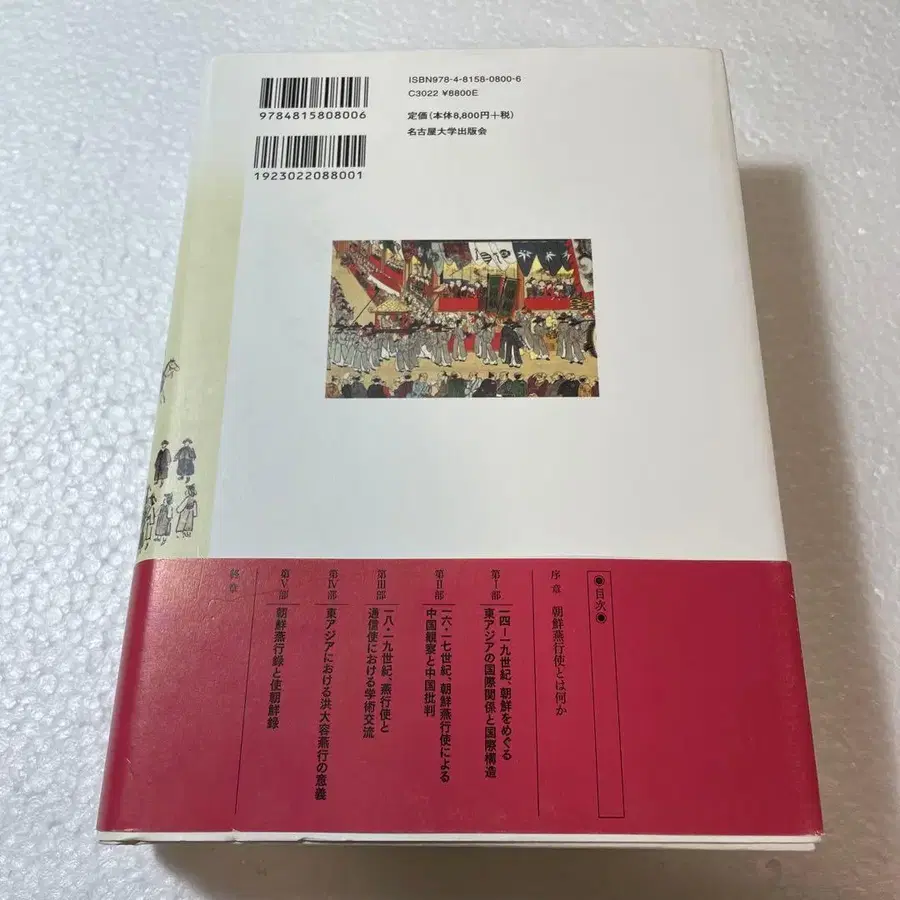 ISBN978-4-8158-0800-6
C3022 ¥8800E
9784815808006
定価(本体8,800円+税)
名古屋大学出版会
1923022088001
●目次●
序章 朝鮮燕行使とは何か
第Ⅰ部 一四-一九世紀、朝鮮をめぐる
東アジアの国際関係と国際構造
第Ⅱ部 一六・一七世紀、朝鮮燕行使による
中国観察と中国批判
第Ⅲ部 一八・一九世紀、燕行使と
通信使における学術交流
第Ⅳ部 東アジアにおける洪大容燕行の意義
第Ⅴ部 朝鮮燕行録と使朝鮮録
終章